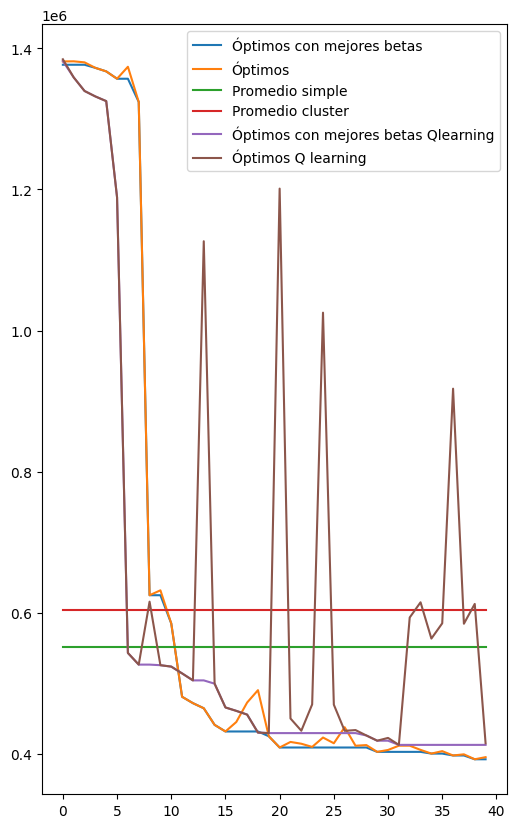 1e6
1.4
1.2
1.0
0.8
0.6
0.4
Óptimos con mejores betas
Óptimos
Promedio simple
Promedio cluster
Óptimos con mejores betas Qlearning
Óptimos Q learning
0 5 10 15 20 25 30 35 40